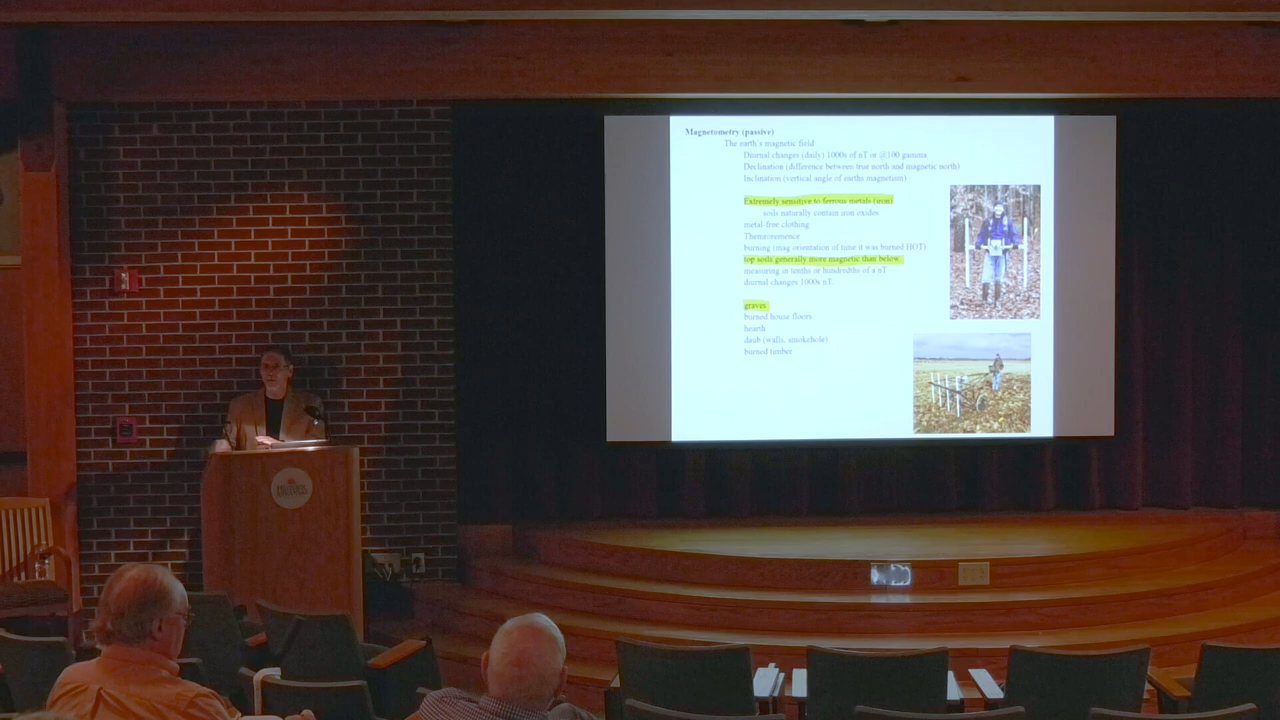 Magnetometry (passive)
The earth's magnetic field
Diurnal changes (daily) 1000s of nT or @100 gamma
Declination (difference between true north and magnetic north)
Inclination (vertical angle of earths magnetism)
Extremely sensitive to ferrous metals (iron)
soils naturally contain iron oxides
metal-free clothing
Themroremence
burning (mag orientation of time it was burned HOT)
top soils generally more magnetic than below
measuring in tenths or hundredths of a nT
diurnal changes 1000s nT
graves
burned house floors
hearth
daub (walls, smokehole)
burned timber